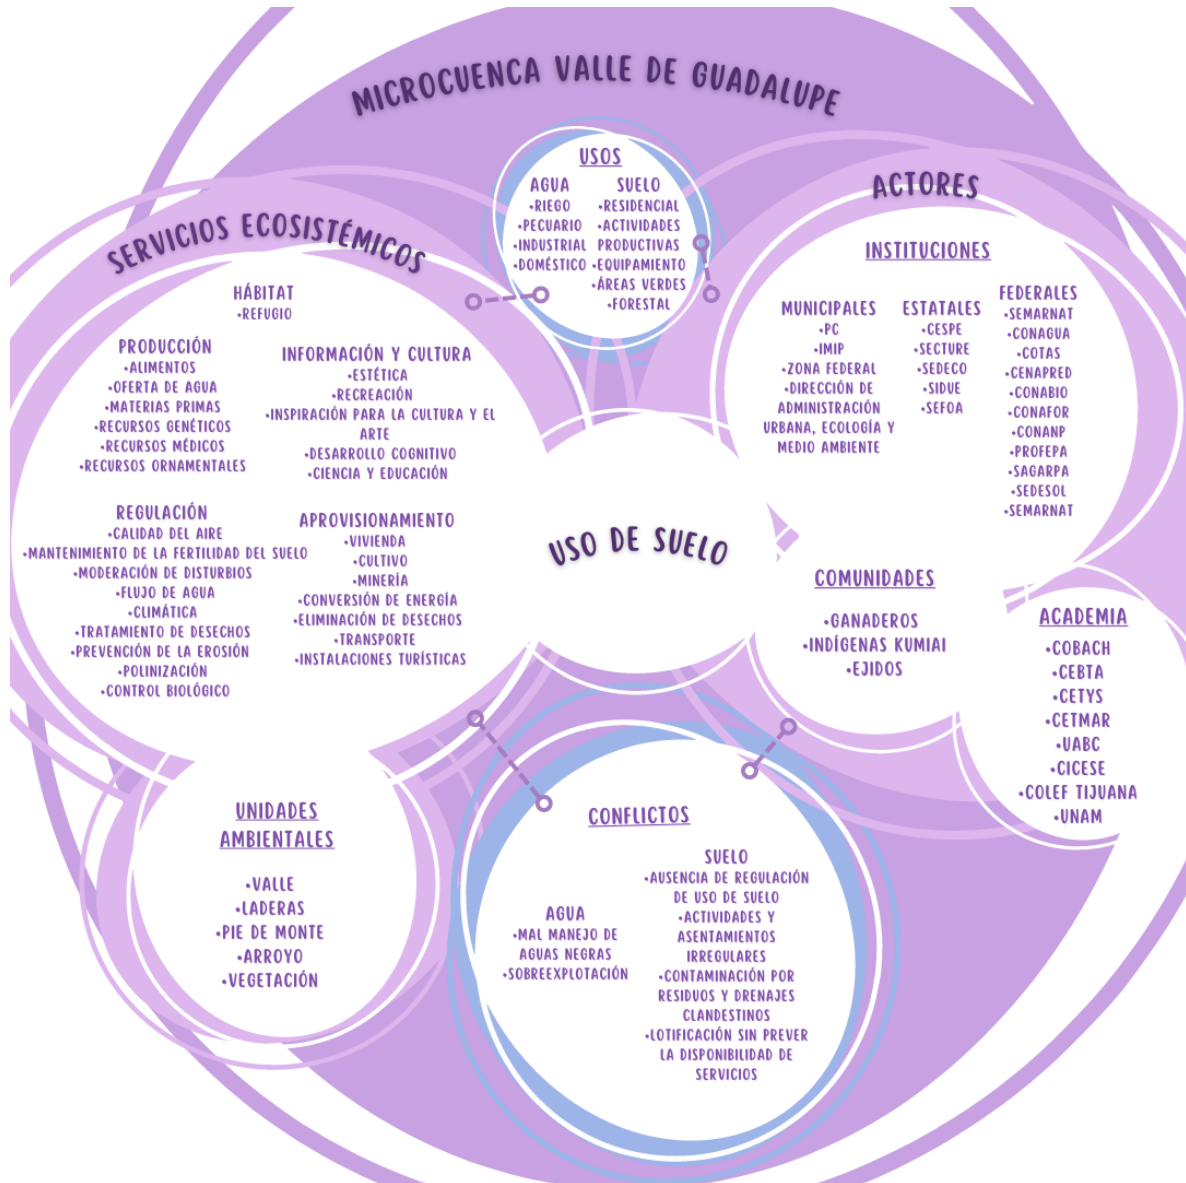 MICROCUENCA VALLE DE GUADALUPE
USOS
AGUA
•RIEGO
•PECUARIO
•INDUSTRIAL
•DOMÉSTICO
SUELO
•RESIDENCIAL
•ACTIVIDADES
PRODUCTIVAS
•EQUIPAMIENTO
•ÁREAS VERDES
•FORESTAL
SERVICIOS ECOSISTÉMICOS
HÁBITAT
•REFUGIO
PRODUCCIÓN
•ALIMENTOS
•OFERTA DE AGUA
•MATERIAS PRIMAS
•RECURSOS GENÉTICOS
•RECURSOS MÉDICOS
•RECURSOS ORNAMENTALES
INFORMACIÓN Y CULTURA
•ESTÉTICA
•RECREACIÓN
•INSPIRACIÓN PARA LA CULTURA Y EL
ARTE
•DESARROLLO COGNITIVO
•CIENCIA Y EDUCACIÓN
REGULACIÓN
•CALIDAD DEL AIRE
•MANTENIMIENTO DE LA FERTILIDAD DEL SUELO
•MODERACIÓN DE DISTURBIOS
•FLUJO DE AGUA
•CLIMÁTICA
•TRATAMIENTO DE DESECHOS
•PREVENCIÓN DE LA EROSIÓN
•POLINIZACIÓN
•CONTROL BIOLÓGICO
APROVISIONAMIENTO
•VIVIENDA
•CULTIVO
•MINERÍA
•CONVERSIÓN DE ENERGÍA
•ELIMINACIÓN DE DESECHOS
•TRANSPORTE
•INSTALACIONES TURÍSTICAS
USO DE SUELO
ACTORES
INSTITUCIONES
MUNICIPALES
•PC
•IMIP
•ZONA FEDERAL
•DIRECCIÓN DE
ADMINISTRACIÓN
URBANA, ECOLOGÍA Y
MEDIO AMBIENTE
ESTATALES
•CESPE
•SECTURE
•SEDECO
•SIDUE
•SEFOA
FEDERALES
•SEMARNAT
•CONAGUA
•COTAS
•CENAPRED
•CONABIO
•CONAFOR
•CONANP
•PROFEPA
•SAGARPA
•SEDESOL
•SEMARNAT
COMUNIDADES
•GANADEROS
•INDÍGENAS KUMIAI
•EJIDOS
ACADEMIA
•COBACH
•CEBTA
•CETYS
•CETMAR
•UABC
•CICESE
•COLEF TIJUANA
•UNAM
UNIDADES
AMBIENTALES
•VALLE
•LADERAS
•PIE DE MONTE
•ARROYO
•VEGETACIÓN
CONFLICTOS
AGUA
•MAL MANEJO DE
AGUAS NEGRAS
•SOBREEXPLOTACIÓN
SUELO
•AUSENCIA DE REGULACIÓN
DE USO DE SUELO
•ACTIVIDADES Y
ASENTAMIENTOS
IRREGULARES
•CONTAMINACIÓN POR
RESIDUOS Y DRENAJES
CLANDESTINOS
•LOTIFICACIÓN SIN PREVER
LA DISPONIBILIDAD DE
SERVICIOS